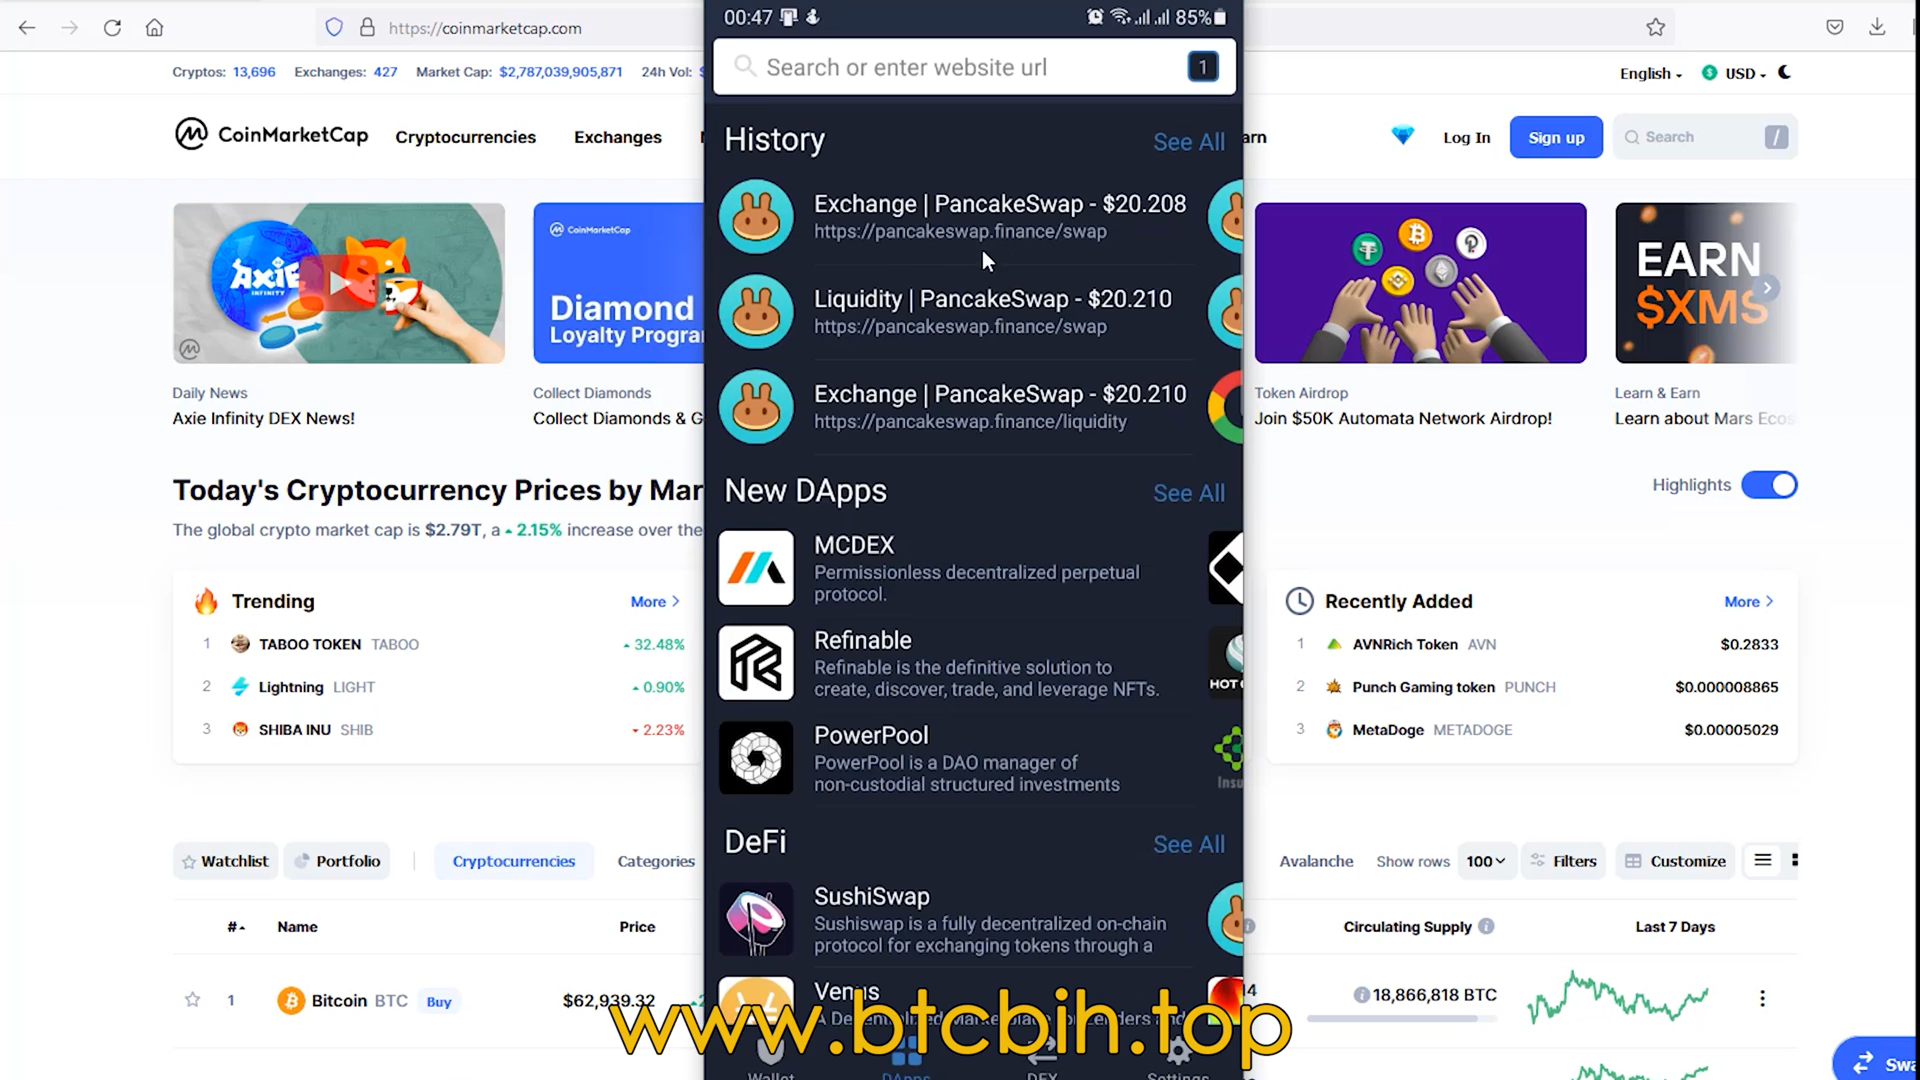 https://coinmarketcap.com
Cryptos: 13,696 Exchanges: 427 Market Cap: $2,787,039,905,871 24h Vol:
English USD
CoinMarketCap Cryptocurrencies Exchanges
Log In Sign up Search /
CoinMarketCap
Diamond
Loyalty
AXIE
INFINITY
EARN
$XMS
Daily News
Axie Infinity DEX News!
Collect Diamonds
Collect Diamonds &
Token Airdrop
Join $50K Automata Network Airdrop!
Learn & Earn
Learn about Mars
Today's Cryptocurrency Prices by
Highlights
The global crypto market cap is $2.79T, a 2.15% increase over the
Trending More
1 TABOO TOKEN TABOO 32.48%
2 Lightning LIGHT 0.90%
3 SHIBA INU SHIB 2.23%
Recently Added More
1 AVNRich Token AVN $0.2833
2 Punch Gaming token PUNCH $0.000008865
3 MetaDoge METADOGE $0.00005029
Watchlist Portfolio Cryptocurrencies Categories
Avalanche Show rows 100 Filters Customize
# Name Price Circulating Supply Last 7 Days
1 Bitcoin BTC Buy $62,939.32 18,866,818 BTC
00:47 85%
Search or enter website url 1
History See All
Exchange | PancakeSwap - $20.208
https://pancakeswap.finance/swap
Liquidity | PancakeSwap - $20.210
https://pancakeswap.finance/swap
Exchange | PancakeSwap - $20.210
https://pancakeswap.finance/liquidity
New DApps See All
MCDEX
Permissionless decentralized perpetual
protocol.
Refinable
Refinable is the definitive solution to
create, discover, trade, and leverage NFTs.
PowerPool
PowerPool is a DAO manager of
non-custodial structured investments
DeFi See All
SushiSwap
Sushiswap is a fully decentralized on-chain
protocol for exchanging tokens through a
Venus
www.btcbih.top
Wallet DApps DEX Settings